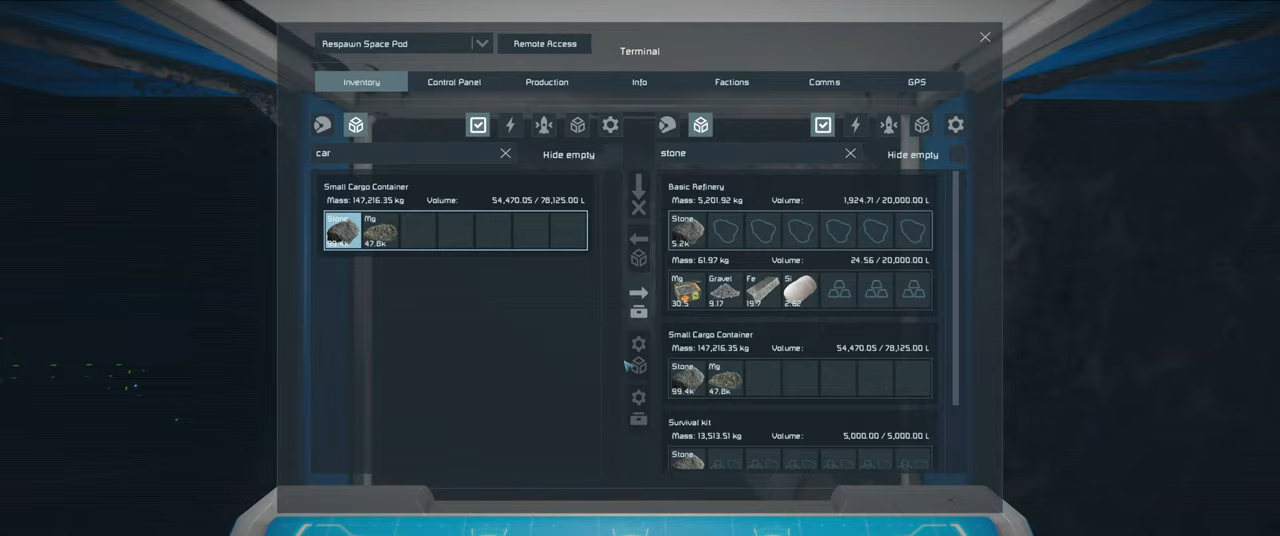 Respawn Space Pod
Remote Access
Terminal
Inventory
Control Panel
Production
Info
Factions
Comms
GPS
car
Hide empty
Small Cargo Container
Mass: 147,216.35 kg Volume: 54,470.05 / 78,125.00 L
Stone
99.4k
Mg
47.8k
stone
Hide empty
Basic Refinery
Mass: 5,201.92 kg Volume: 1,924.71 / 20,000.00 L
Stone
5.2k
Mass: 61.97 kg Volume: 24.56 / 20,000.00 L
Mg
30.5
Gravel
9.17
Fe
19.7
Si
Small Cargo Container
Mass: 147,216.35 kg Volume: 54,470.05 / 78,125.00 L
Stone
99.4k
Mg
47.8k
Survival kit
Mass: 13,513.51 kg Volume: 5,000.00 / 5,000.00 L
Stone